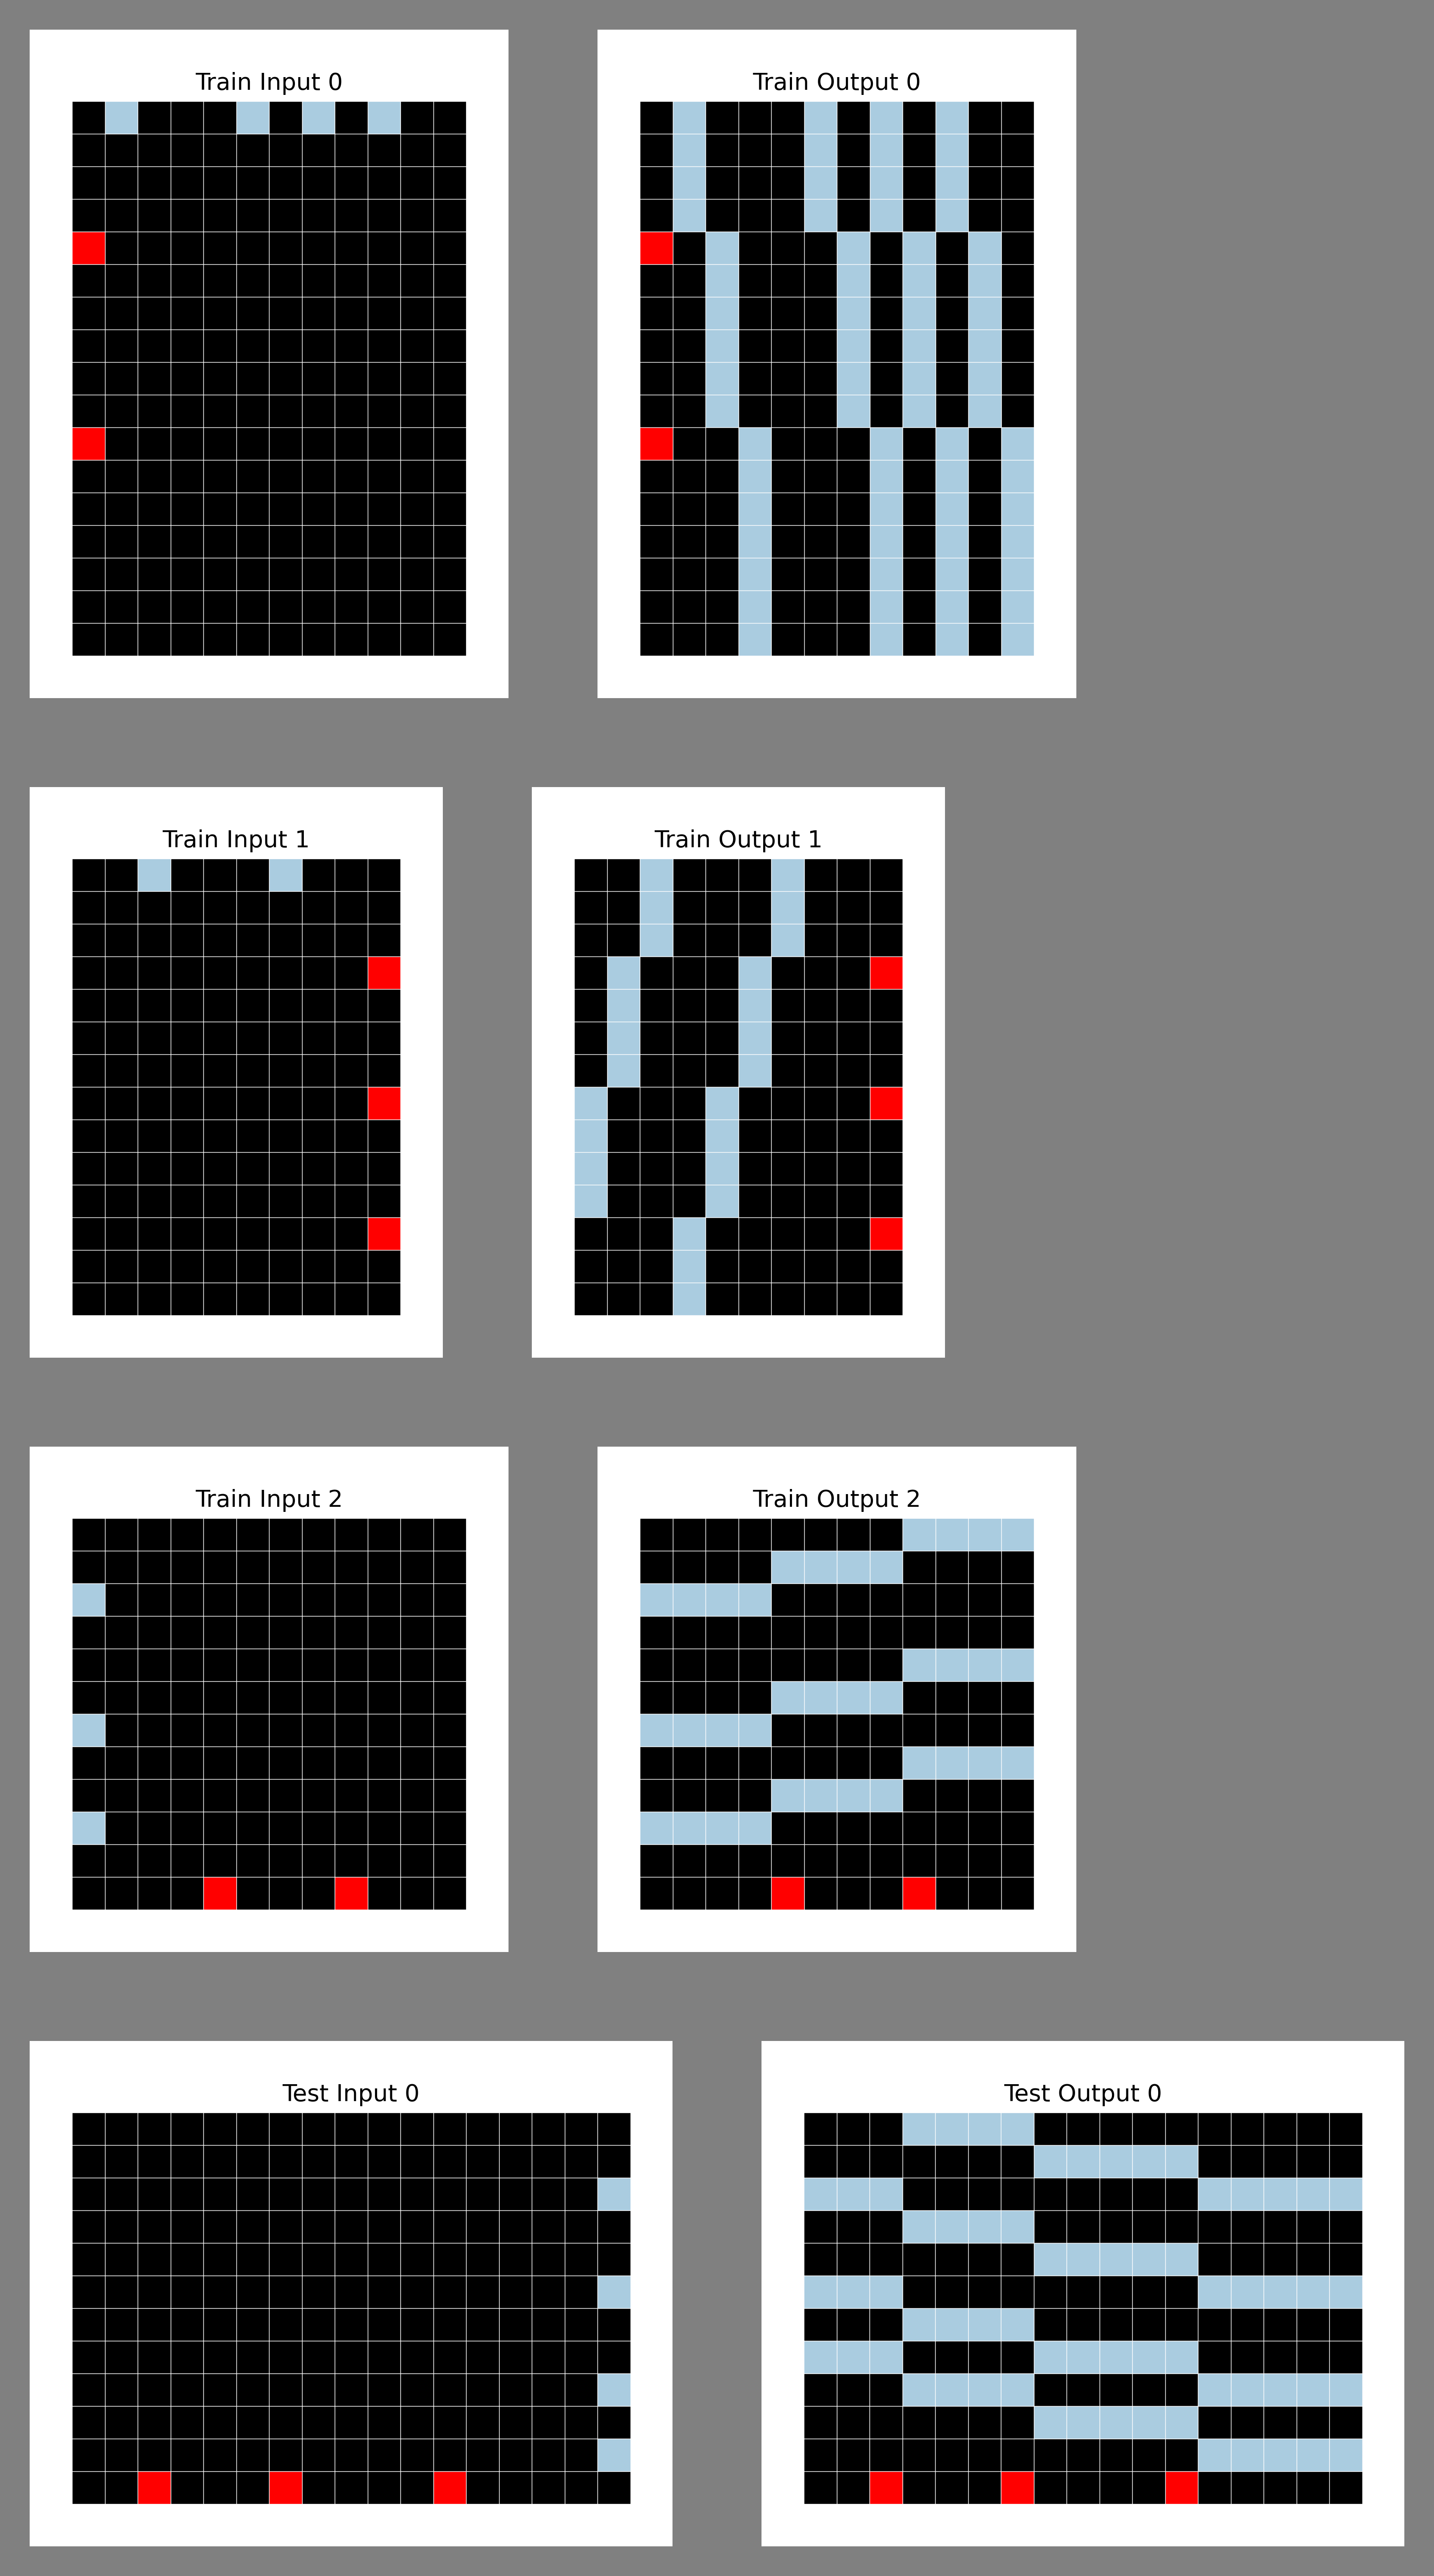 Train Input 0
Train Output 0
Train Input 1
Train Output 1
Train Input 2
Train Output 2
Test Input 0
Test Output 0